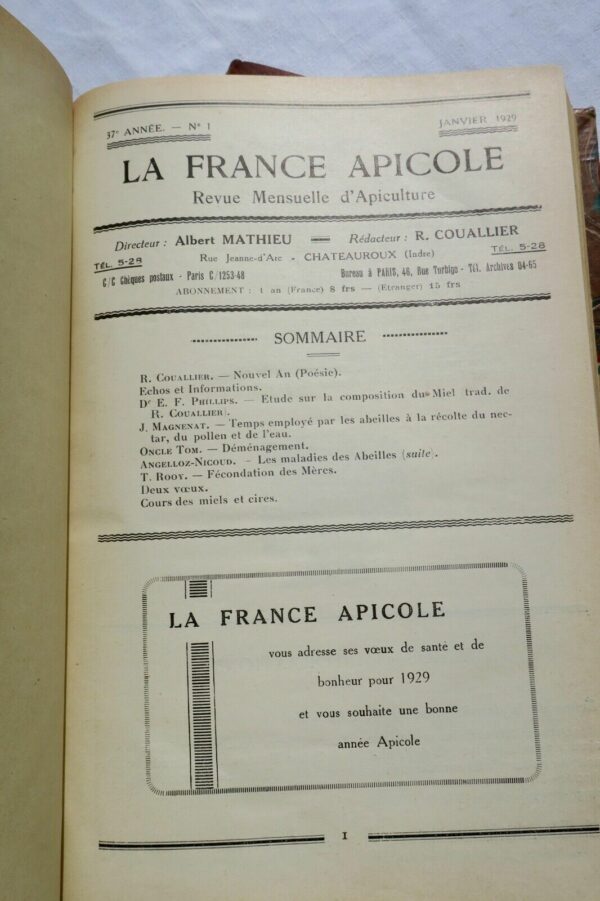 37e ANNÉE. — No 1
JANVIER 1929
LA FRANCE APICOLE
Revue Mensuelle d'Apiculture
Directeur : Albert MATHIEU — Rédacteur : R. COUALLIER
TÉL. 5-28
Rue Jeanne-d'Arc - CHATEAUROUX (Indre)
TÉL. 5-28
C/C Chèques postaux - Paris C/1253-48
Bureau à PARIS, 46, Rue Turbigo - Tél. Archives 04-65
ABONNEMENT : 1 an (France) 8 frs — (Etranger) 15 frs
SOMMAIRE
R. COUALLIER. — Nouvel An (Poésie).
Echos et Informations.
Dr E. F. PHILLIPS. — Etude sur la composition du Miel trad. de
R. COUALLIER).
J. MAGNENAT. — Temps employé par les abeilles à la récolte du nec-
tar, du pollen et de l'eau.
ONCLE TOM. — Déménagement.
ANGELLOZ-NICOUD. - Les maladies des Abeilles (suite).
T. ROOY. — Fécondation des Mères.
Deux vœux.
Cours des miels et cires.
LA FRANCE APICOLE
vous adresse ses vœux de santé et de
bonheur pour 1929
et vous souhaite une bonne
année Apicole
I